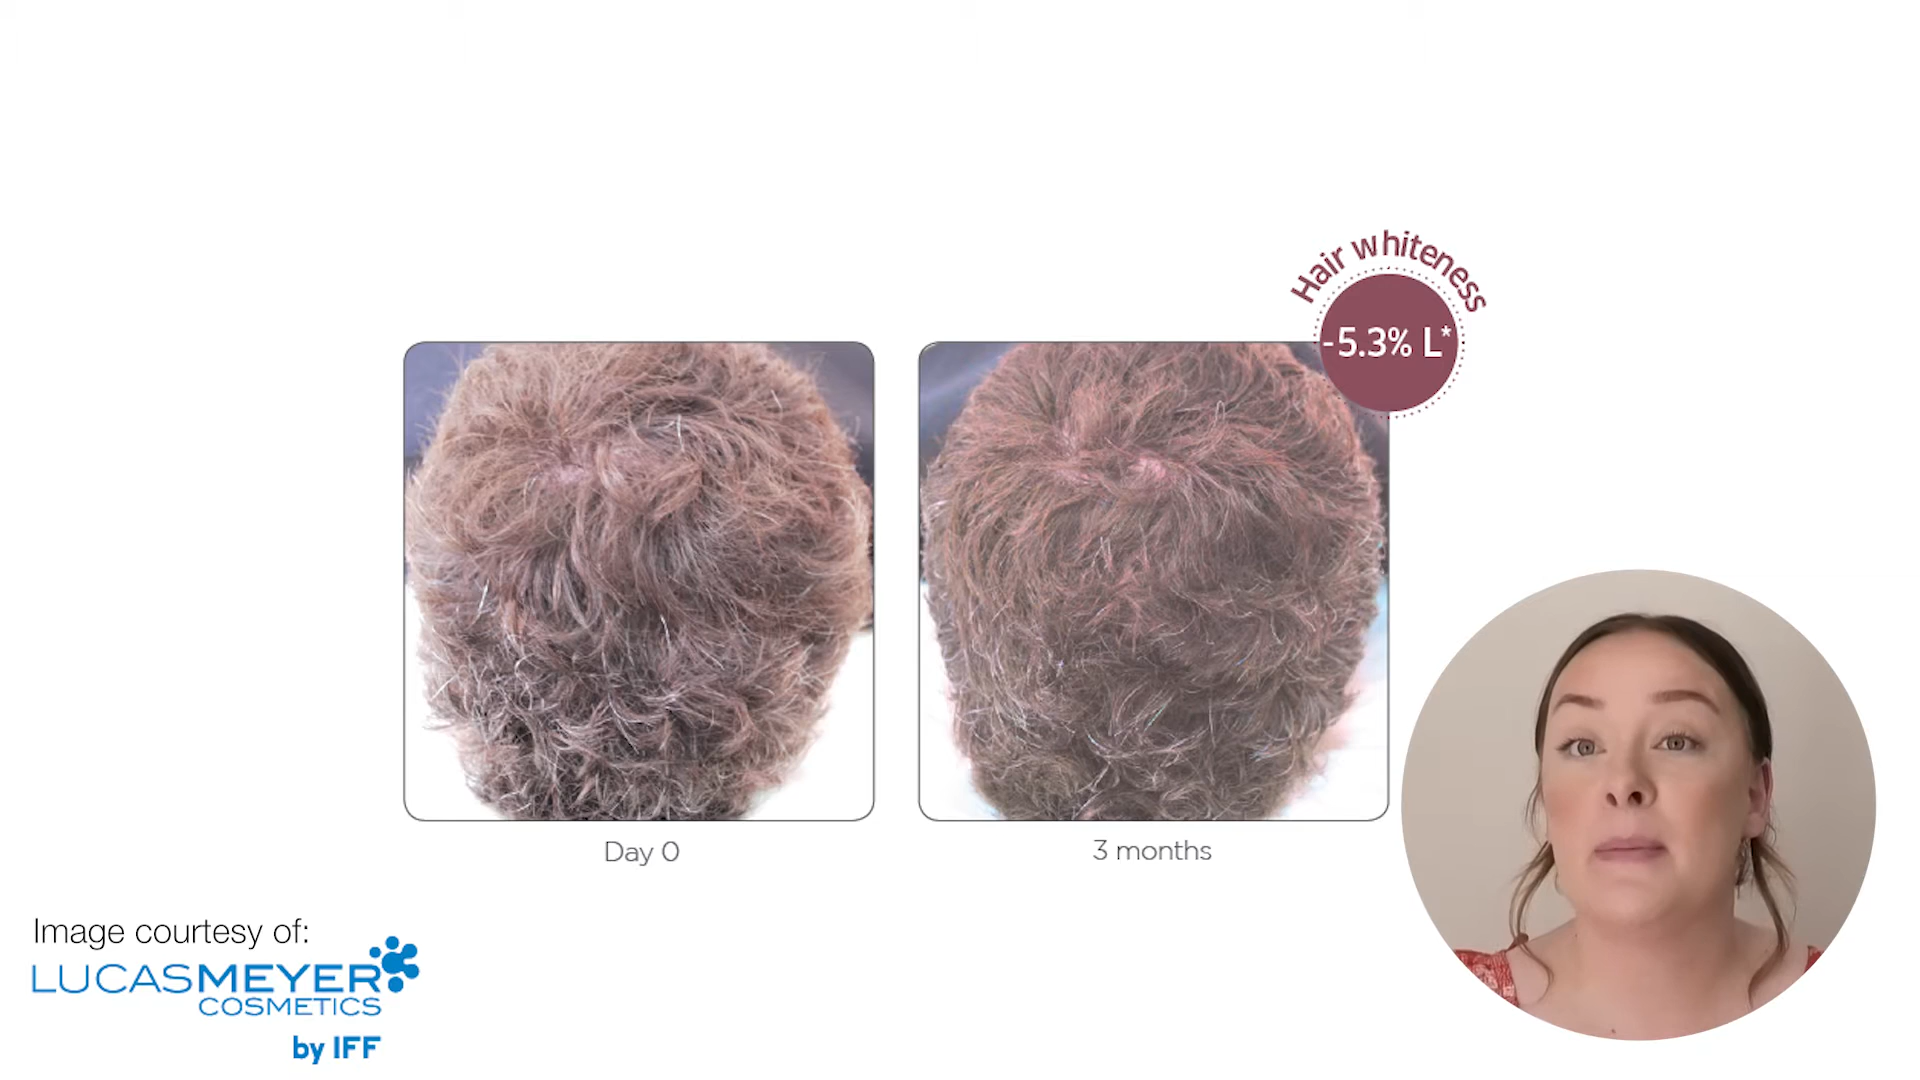 Hair whiteness
-5.3% L*
Day 0
3 months
Image courtesy of:
LUCASMEYER
COSMETICS
by IFF